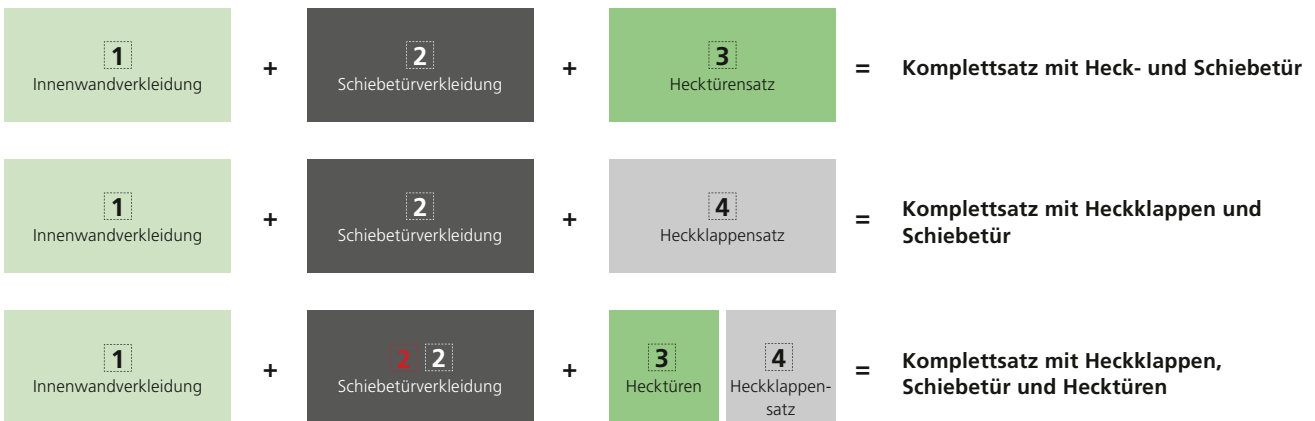 1
Innenwandverkleidung
+
2
Schiebetürverkleidung
+
3
Hecktürensatz
=
Komplettsatz mit Heck- und Schiebetür
1
Innenwandverkleidung
+
2
Schiebetürverkleidung
+
4
Heckklappensatz
=
Komplettsatz mit Heckklappen und
Schiebetür
1
Innenwandverkleidung
+
2 2
Schiebetürverkleidung
+
3
Hecktüren
4
Heckklappen-
satz
=
Komplettsatz mit Heckklappen,
Schiebetür und Hecktüren